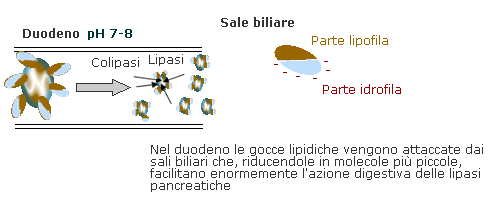 Sale biliare
Duodeno pH 7-8
Parte lipofila
Colipasi Lipasi
Parte idrofila
Nel duodeno le gocce lipidiche vengono attaccate dai
sali biliari che, riducendole in molecole più piccole,
facilitano enormemente l'azione digestiva delle lipasi
pancreatiche